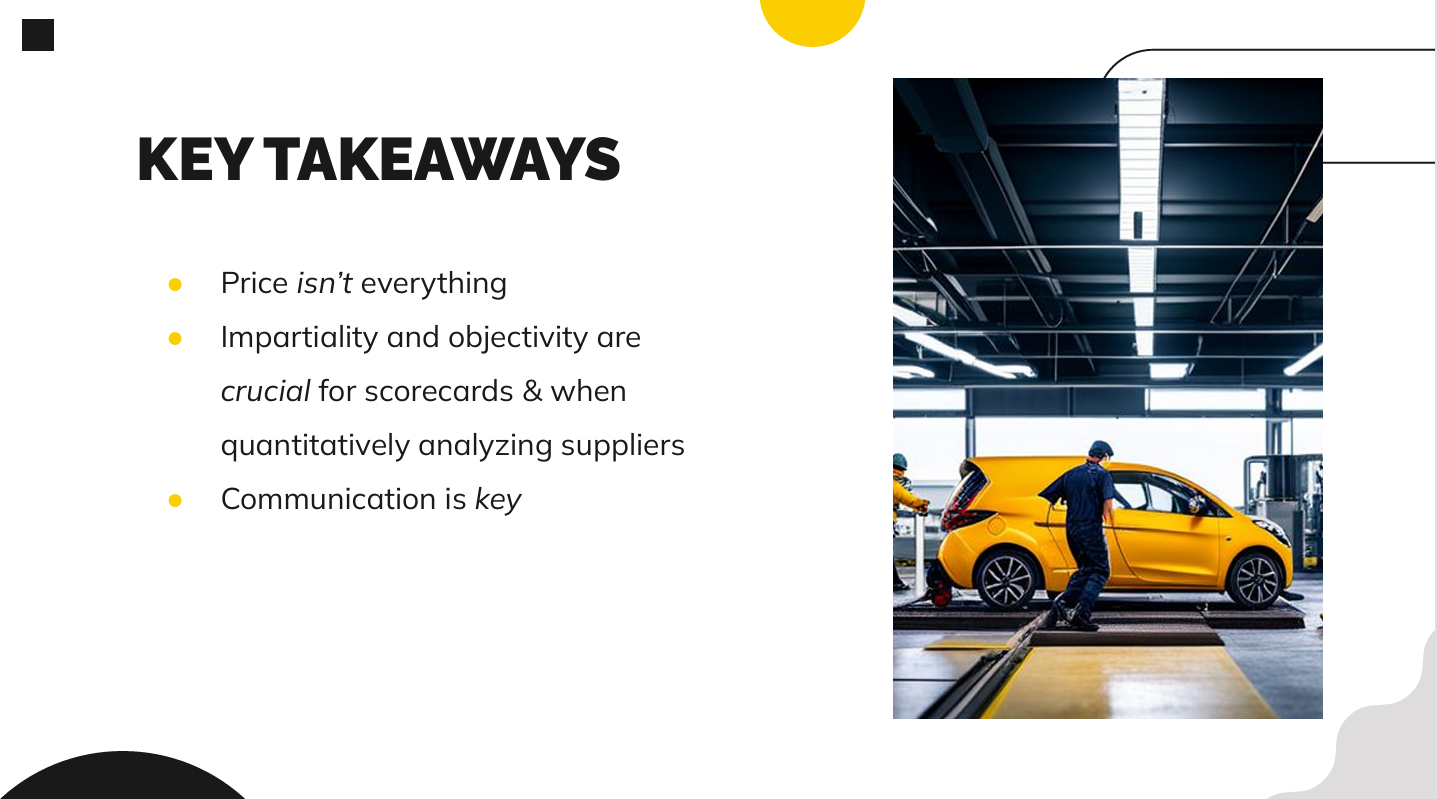 KEY TAKEAWAYS
Price isn’t everything
Impartiality and objectivity are
crucial for scorecards & when
quantitatively analyzing suppliers
Communication is key